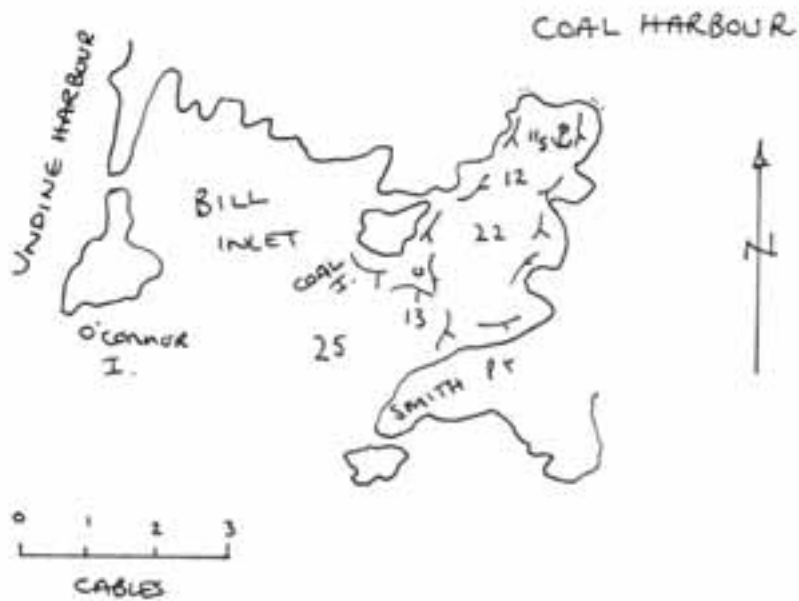 COAL HARBOUR
UNDINE HARBOUR
115
12
BILL
INLET
22
COAL
I.
13
O'CONNOR
I.
25
SMITH PT
N
0 1 2 3
CABLES